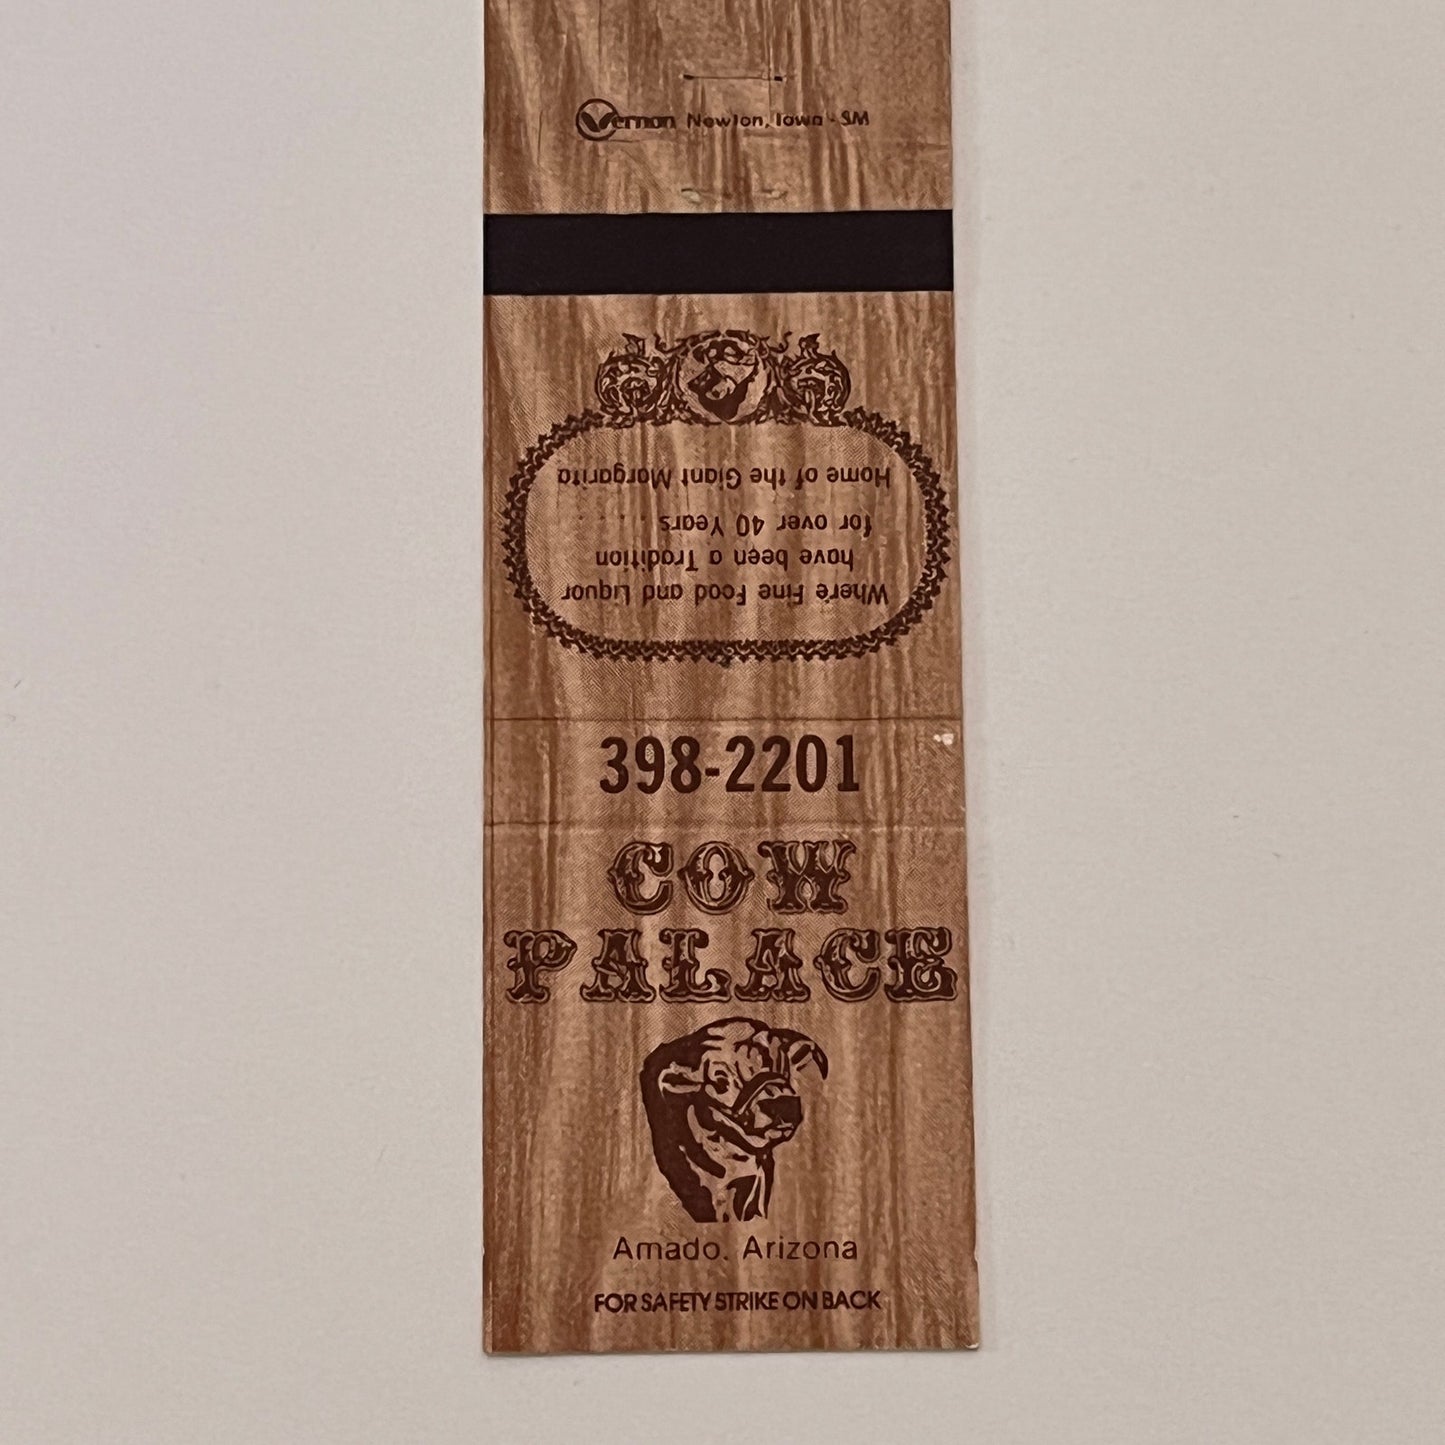 Vernon Newton, Iowa - SM
Where Fine Food and Liquor
have been a Tradition
for over 40 Years . . . . .
Home of the Giant Margarita
398-2201
COW
PALACE
Amado, Arizona
FOR SAFETY STRIKE ON BACK